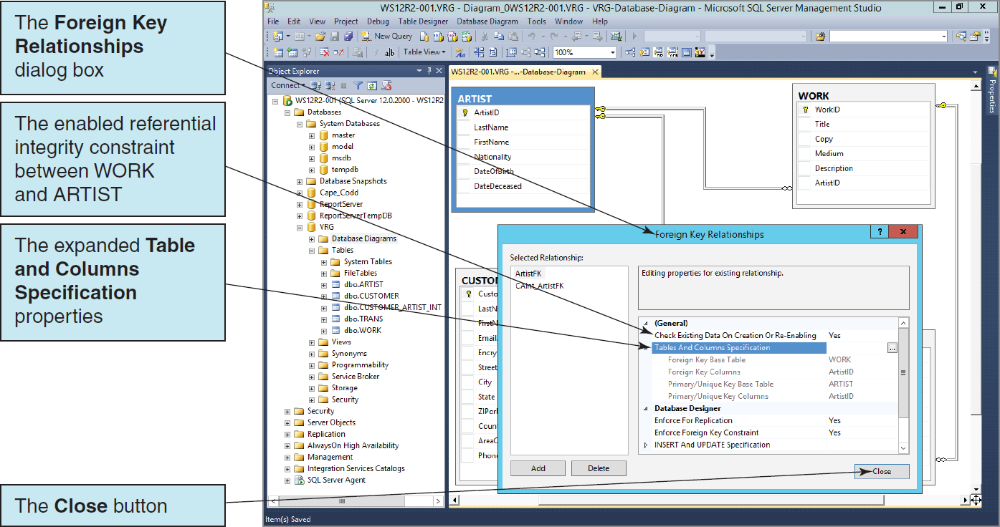 The Foreign Key
Relationships
dialog box
The enabled referential
integrity constraint
between WORK
and ARTIST
The expanded Table
and Columns
Specification
properties
The Close button
WS12R2-001.VRG - Diagram_0WS12R2-001.VRG - VRG-Database-Diagram - Microsoft SQL Server Management Studio
File Edit View Project Debug Table Designer Database Diagram Tools Window Help
New Query
Table View 100%
Object Explorer
Connect
WS12R2-001 (SQL Server 12.0.2000 - WS12R2
Databases
System Databases
master
model
msdb
tempdb
Database Snapshots
Cape_Codd
ReportServer
ReportServerTempDB
VRG
Database Diagrams
Tables
System Tables
FileTables
dbo.ARTIST
dbo.CUSTOMER
dbo.CUSTOMER_ARTIST_INT
dbo.TRANS
dbo.WORK
Views
Synonyms
Programmability
Service Broker
Storage
Security
Security
Server Objects
Replication
AlwaysOn High Availability
Management
Integration Services Catalogs
SQL Server Agent
Item(s) Saved
WS12R2-001.VRG -...-Database-Diagram
Properties
ARTIST
ArtistID
LastName
FirstName
Nationality
DateOfBirth
DateDeceased
WORK
WorkID
Title
Copy
Medium
Description
ArtistID
CUSTO
Custo
LastN
FirstN
Email.
Encry
Street
City
State
ZIPor
Coun
AreaC
Phone
Foreign Key Relationships
?
Selected Relationship:
ArtistFK
CAInt_ArtistFK
Add Delete
Editing properties for existing relationship.
(General)
Check Existing Data On Creation Or Re-Enabling Yes
Tables And Columns Specification ...
Foreign Key Base Table WORK
Foreign Key Columns ArtistID
Primary/Unique Key Base Table ARTIST
Primary/Unique Key Columns ArtistID
Database Designer
Enforce For Replication Yes
Enforce Foreign Key Constraint Yes
INSERT And UPDATE Specification
Close